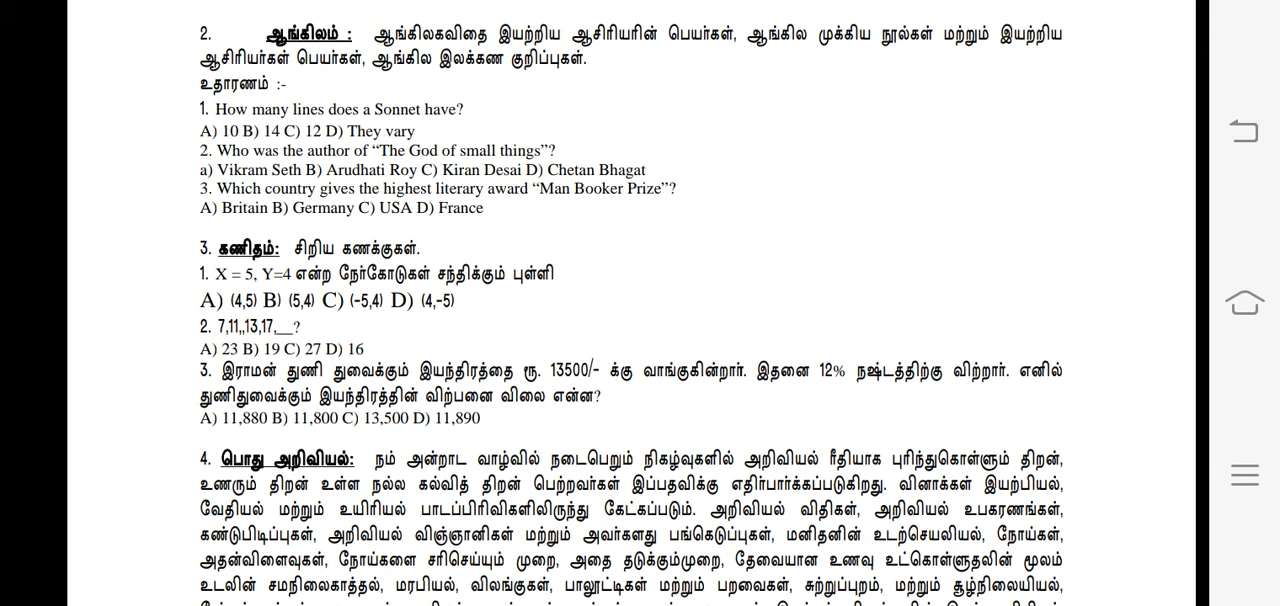 2. ஆங்கிலம் : ஆங்கிலகவிதை இயற்றிய ஆசிரியரின் பெயர்கள், ஆங்கில முக்கிய நூல்கள் மற்றும் இயற்றிய
ஆசிரியர்கள் பெயர்கள், ஆங்கில இலக்கண குறிப்புகள்.
உதாரணம் :-
1. How many lines does a Sonnet have?
A) 10 B) 14 C) 12 D) They vary
2. Who was the author of “The God of small things”?
a) Vikram Seth B) Arudhati Roy C) Kiran Desai D) Chetan Bhagat
3. Which country gives the highest literary award “Man Booker Prize”?
A) Britain B) Germany C) USA D) France
3. கணிதம்: சிறிய கணக்குகள்.
1. X = 5, Y=4 என்ற நேர்கோடுகள் சந்திக்கும் புள்ளி
A) (4,5) B) (5,4) C) (-5,4) D) (4,-5)
2. 7,11,,13,17,__?
A) 23 B) 19 C) 27 D) 16
3. இராமன் துணி துவைக்கும் இயந்திரத்தை ரூ. 13500/- க்கு வாங்குகின்றார். இதனை 12% நஷ்டத்திற்கு விற்றார். எனில்
துணிதுவைக்கும் இயந்திரத்தின் விற்பனை விலை என்ன?
A) 11,880 B) 11,800 C) 13,500 D) 11,890
4. பொது அறிவியல்: நம் அன்றாட வாழ்வில் நடைபெறும் நிகழ்வுகளில் அறிவியல் ரீதியாக புரிந்துகொள்ளும் திறன்,
உணரும் திறன் உள்ள நல்ல கல்வித் திறன் பெற்றவர்கள் இப்பதவிக்கு எதிர்பார்க்கப்படுகிறது. வினாக்கள் இயற்பியல்,
வேதியல் மற்றும் உயிரியல் பாடப்பிரிவிகளிலிருந்து கேட்கப்படும். அறிவியல் விதிகள், அறிவியல் உபகரணங்கள்,
கண்டுபிடிப்புகள், அறிவியல் விஞ்ஞானிகள் மற்றும் அவர்களது பங்கெடுப்புகள், மனிதனின் உடற்செயலியல், நோய்கள்,
அதன்விளைவுகள், நோய்களை சரிசெய்யும் முறை, அதை தடுக்கும்முறை, தேவையான உணவு உட்கொள்ளுதலின் மூலம்
உடலின் சமநிலைகாத்தல், மரபியல், விலங்குகள், பாலூட்டிகள் மற்றும் பறவைகள், சுற்றுப்புறம், மற்றும் சூழ்நிலையியல்,